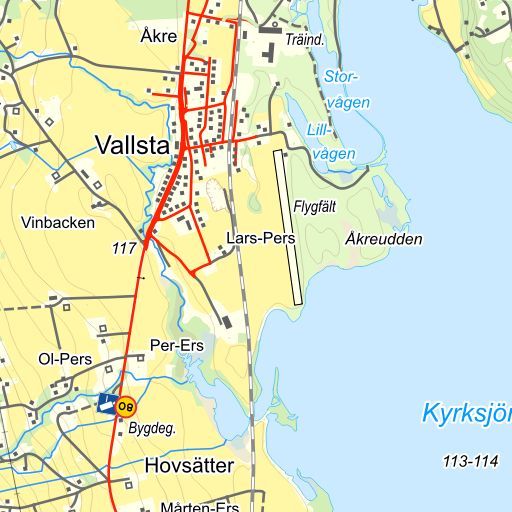 Åkre
Träind.
Stor-
vågen
Lill-
vågen
Vallsta
Flygfält
Vinbacken
117
Lars-Pers
Åkreudden
Per-Ers
Ol-Pers
80
Bygdeg.
Kyrksjön
113-114
Hovsätter
Mårten-Ers